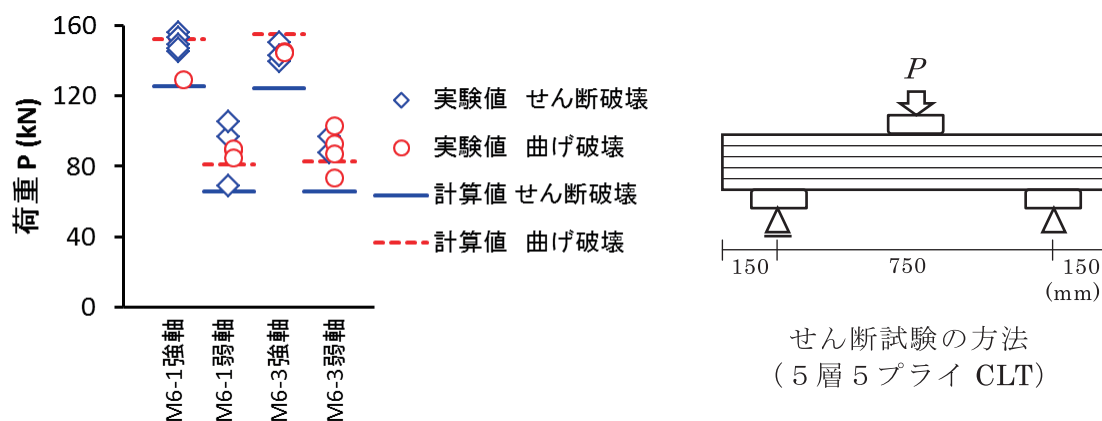 160
120
80
40
0
荷重 P (kN)
M6-1強軸
M6-1弱軸
M6-3強軸
M6-3弱軸
実験値 せん断破壊
実験値 曲げ破壊
計算値 せん断破壊
計算値 曲げ破壊
P
150
750
150
(mm)
せん断試験の方法
(5層5プライ CLT)